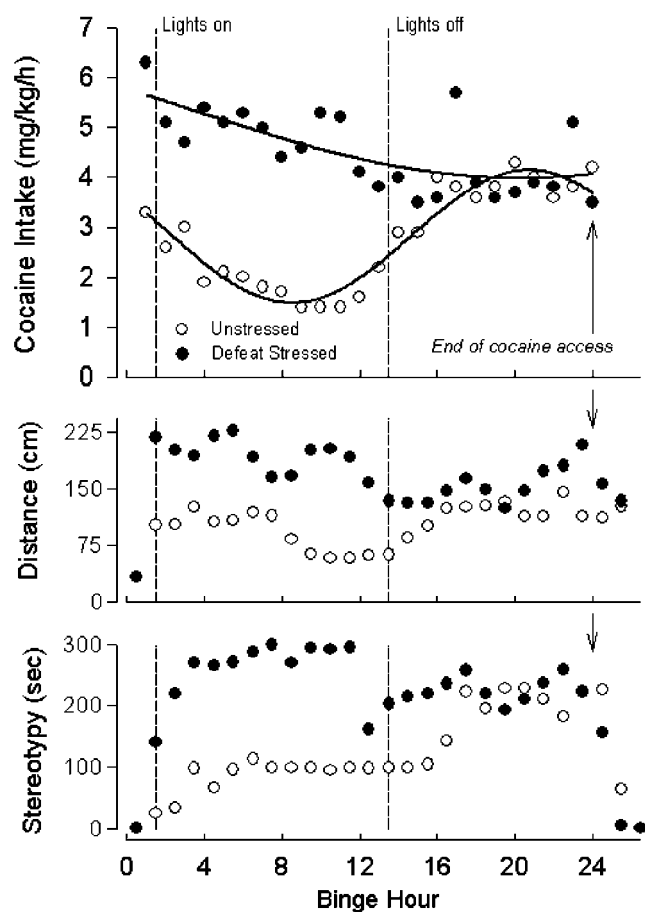 Lights on
Lights off
7
6
5
4
3
2
1
0
Cocaine Intake (mg/kg/h)
Unstressed
Defeat Stressed
End of cocaine access
225
150
75
0
Distance (cm)
300
200
100
0
Stereotypy (sec)
0 4 8 12 16 20 24
Binge Hour